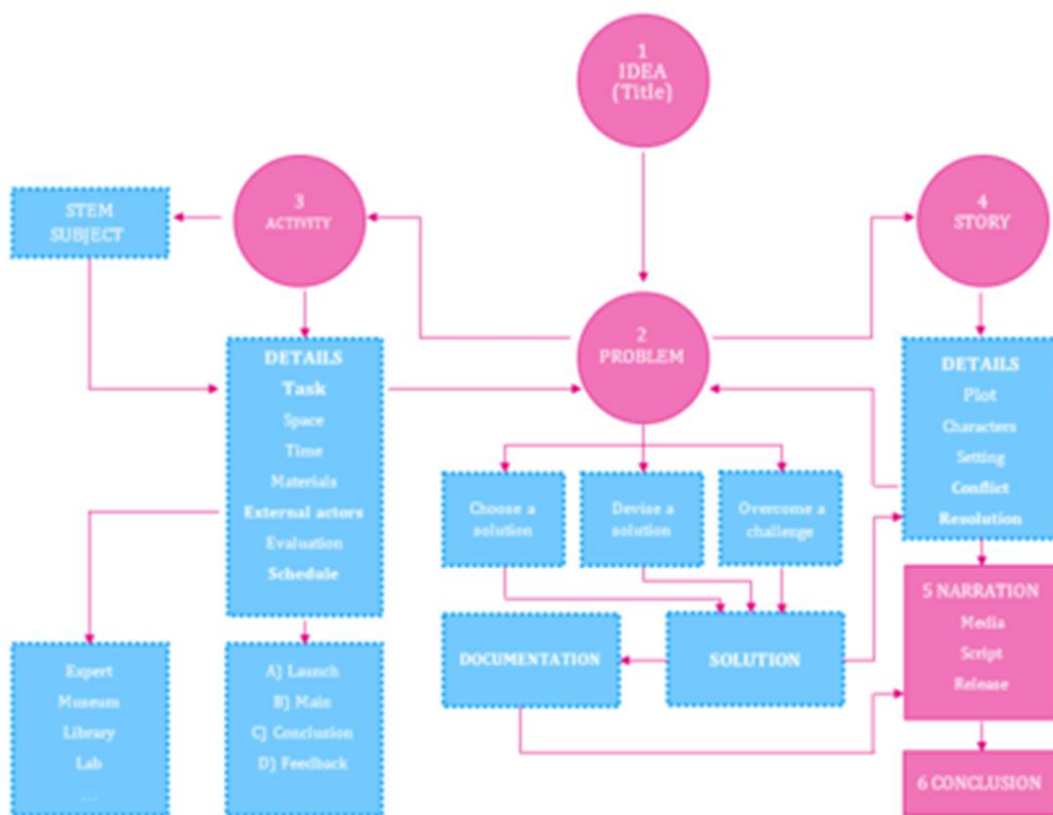 1
IDEA
(Title)
3
ACTIVITY
4
STORY
STEM
SUBJECT
2
PROBLEM
DETAILS
Task
Space
Time
Materials
External actors
Evaluation
Schedule
DETAILS
Plot
Characters
Setting
Conflict
Resolution
Choose a
solution
Devise a
solution
Overcome a
challenge
5 NARRATION
Media
Script
Release
DOCUMENTATION
SOLUTION
Expert
Museum
Library
Lab
...
A) Launch
B) Main
C) Conclusion
D) Feedback
6 CONCLUSION